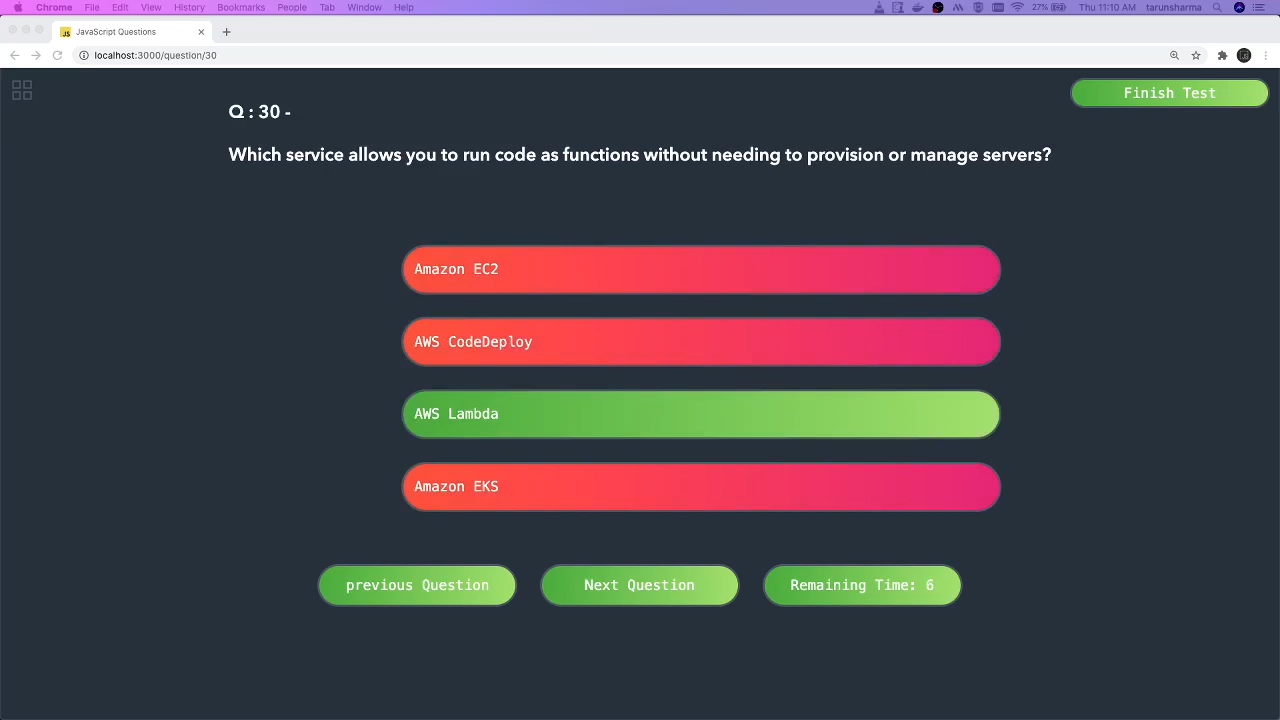 Chrome File Edit View History Bookmarks People Tab Window Help 27% Thu 11:10 AM tarunsharma
JS JavaScript Questions
localhost:3000/question/30
Finish Test
Q : 30 -
Which service allows you to run code as functions without needing to provision or manage servers?
Amazon EC2
AWS CodeDeploy
AWS Lambda
Amazon EKS
previous Question Next Question Remaining Time: 6